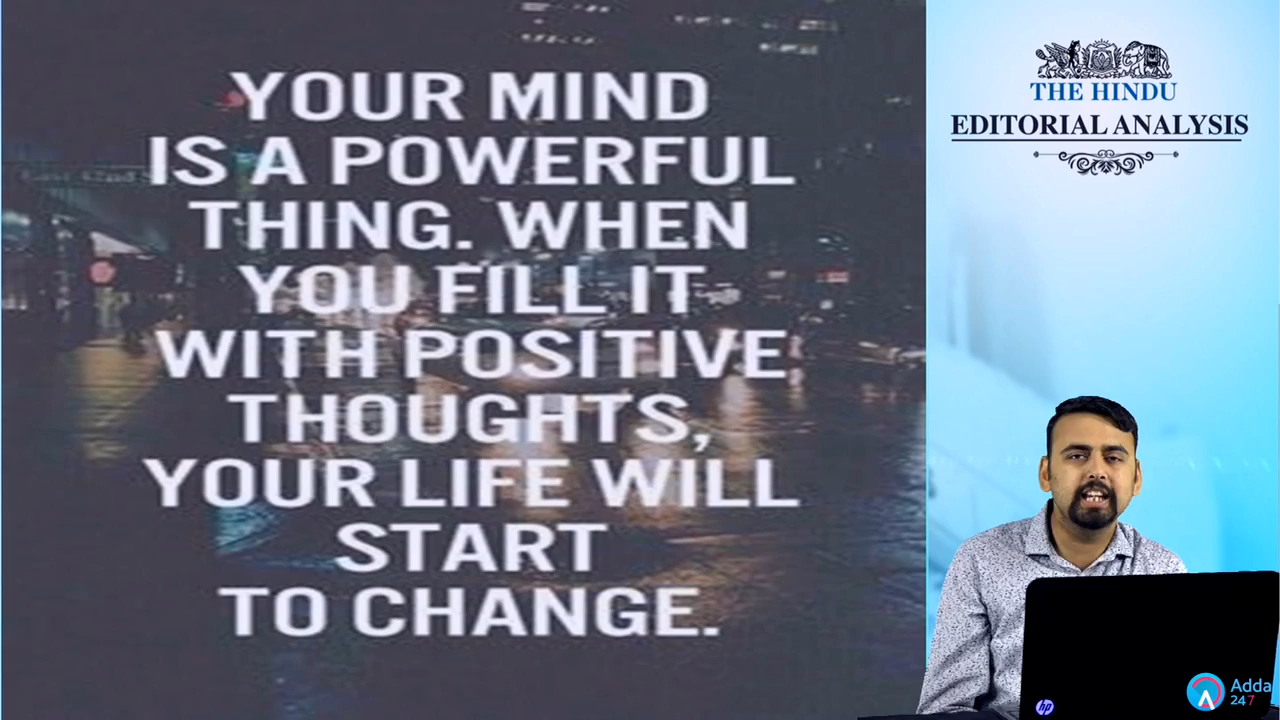 YOUR MIND
IS A POWERFUL
THING. WHEN
YOU FILL IT
WITH POSITIVE
THOUGHTS,
YOUR LIFE WILL
START
TO CHANGE.
THE HINDU
EDITORIAL ANALYSIS
hp
Adda
247